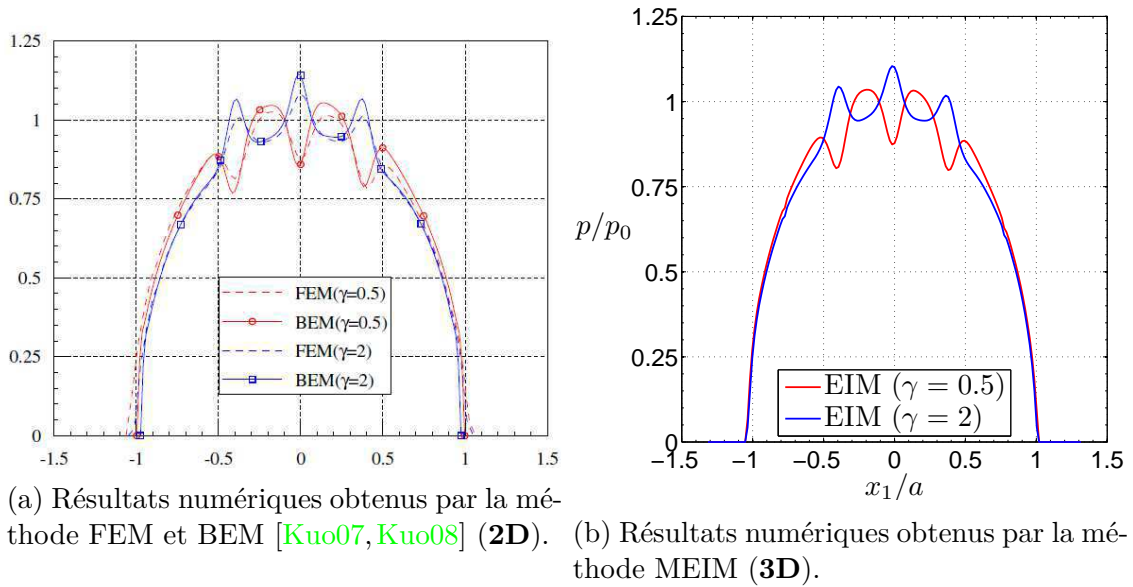 1.25
1
0.75
0.5
0.25
0
-1.5 -1 -0.5 0 0.5 1 1.5
FEM(γ=0.5)
BEM(γ=0.5)
FEM(γ=2)
BEM(γ=2)
(a) Résultats numériques obtenus par la mé-
thode FEM et BEM [Kuo07,Kuo08] (2D).
1.25
1
0.75
p/p₀
0.5
0.25
0
−1.5 −1 −0.5 0 0.5 1 1.5
x₁/a
EIM (γ = 0.5)
EIM (γ = 2)
(b) Résultats numériques obtenus par la mé-
thode MEIM (3D).